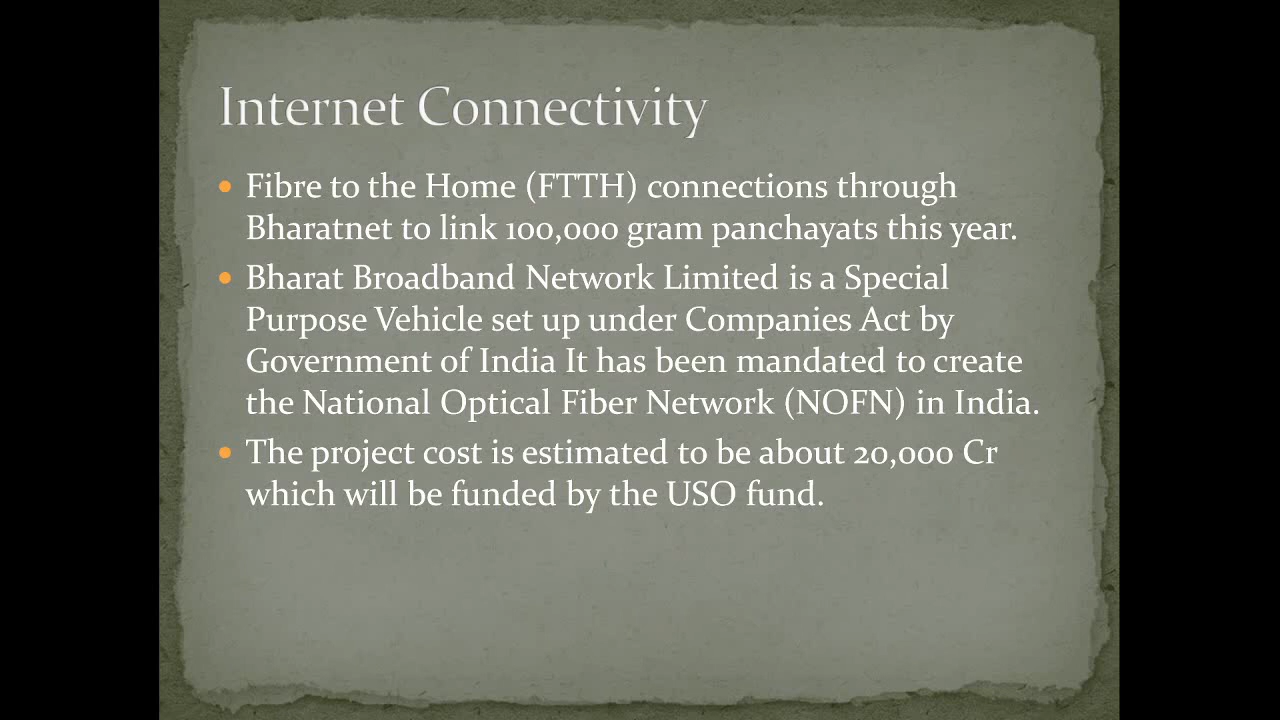 Internet Connectivity
Fibre to the Home (FTTH) connections through
Bharatnet to link 100,000 gram panchayats this year.
Bharat Broadband Network Limited is a Special
Purpose Vehicle set up under Companies Act by
Government of India It has been mandated to create
the National Optical Fiber Network (NOFN) in India.
The project cost is estimated to be about 20,000 Cr
which will be funded by the USO fund.